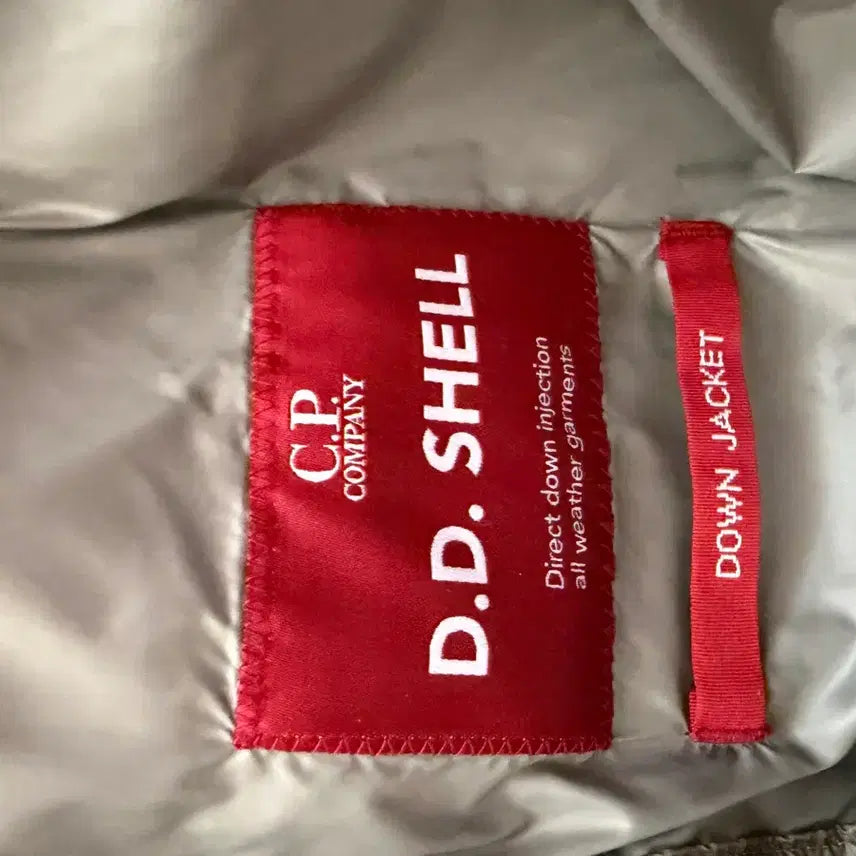 C.P.
COMPANY
D.D. SHELL
Direct down injection
all weather garments
DOWN JACKET